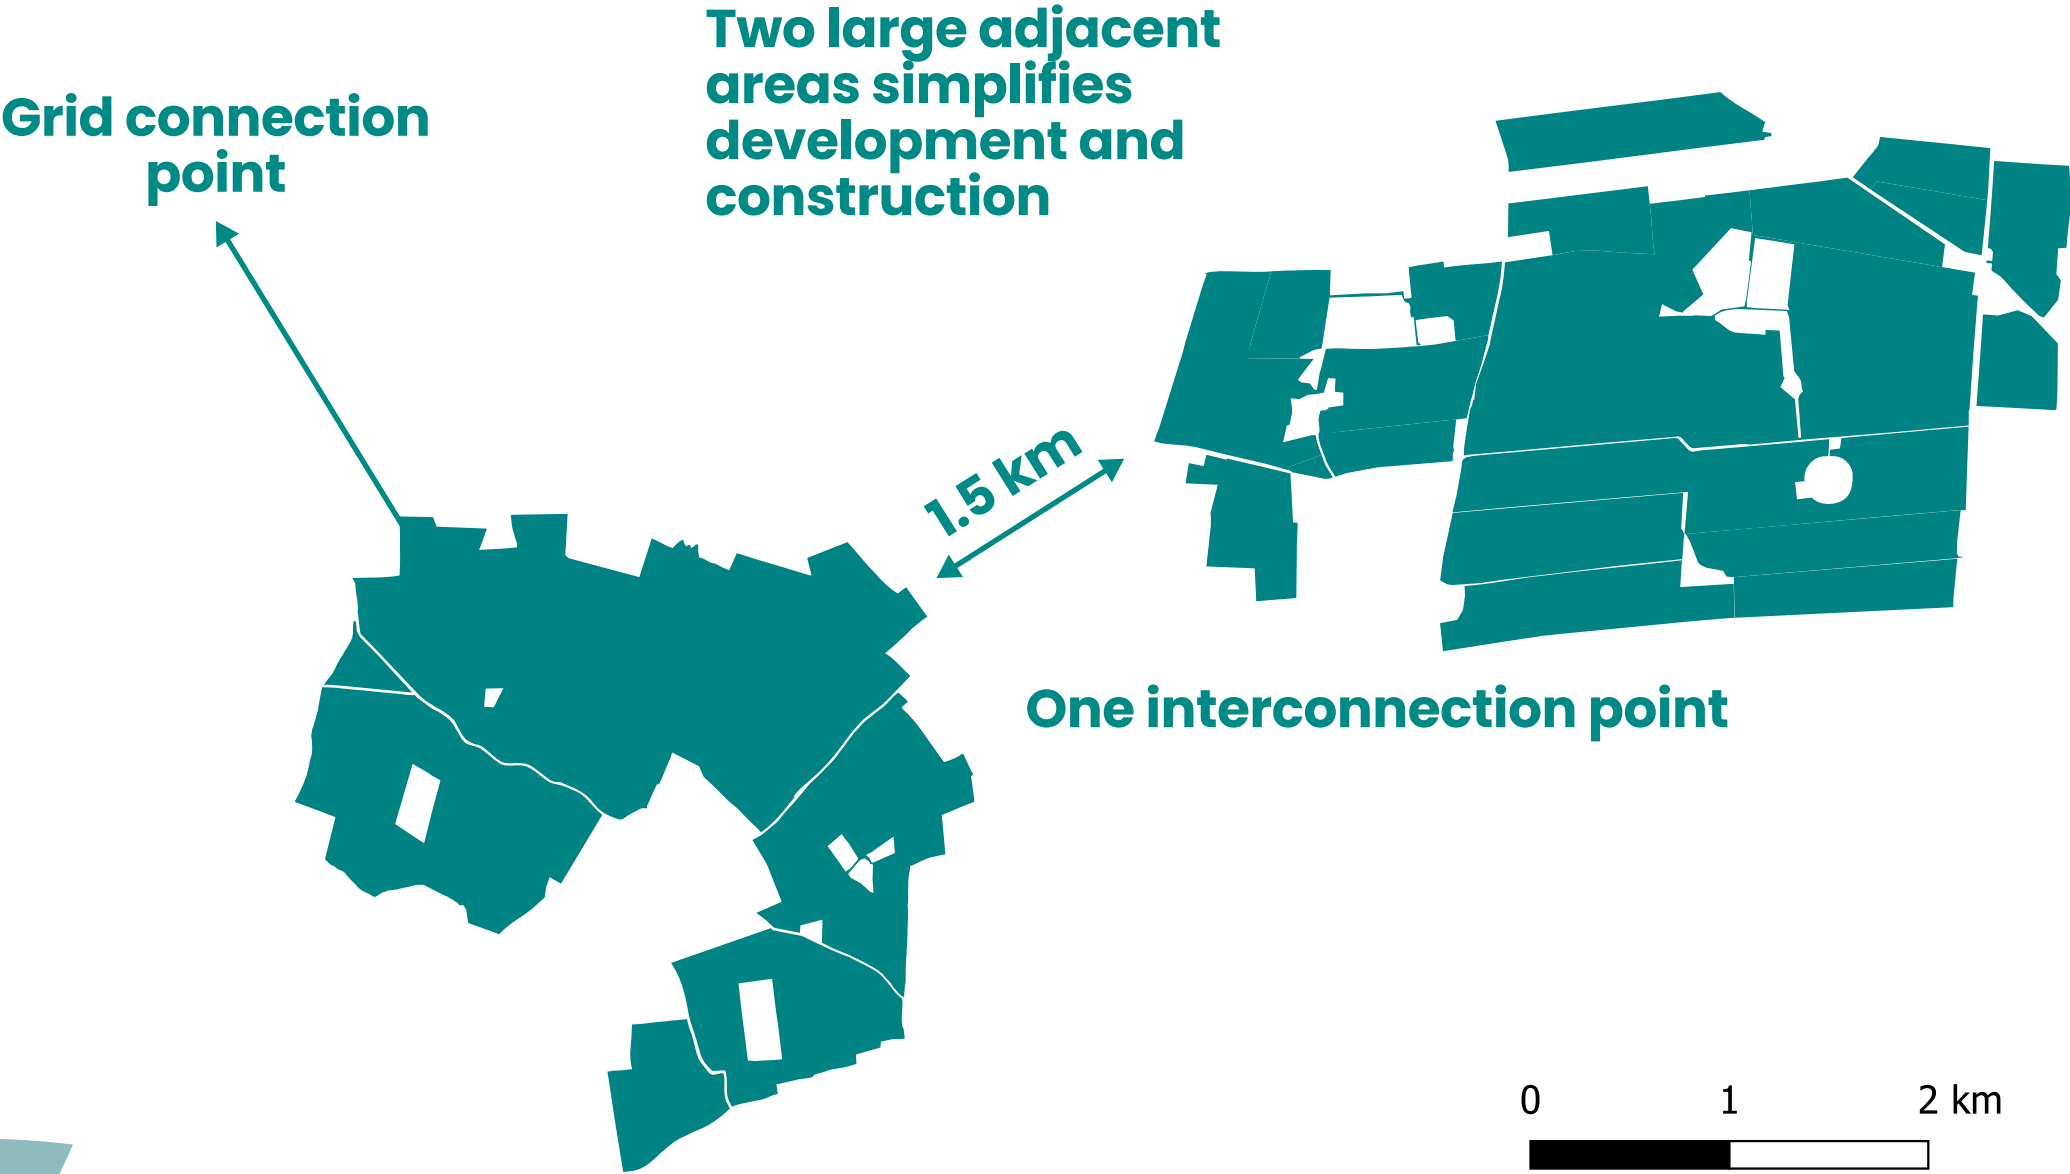 Two large adjacent
areas simplifies
development and
construction
Grid connection
point
1.5 km
One interconnection point
0 1 2 km